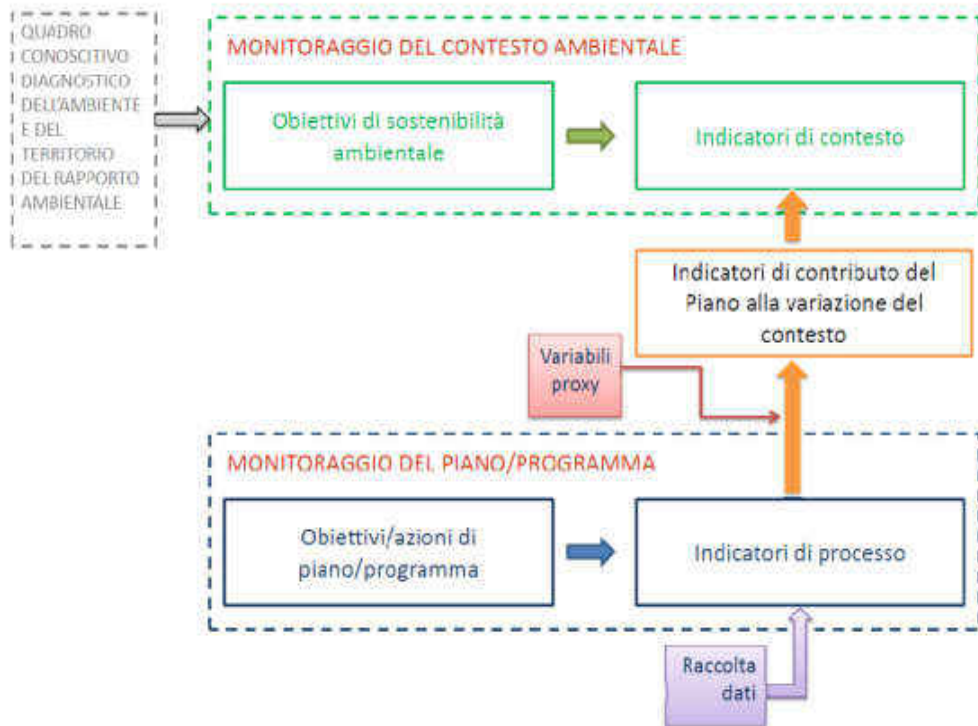 QUADRO
CONOSCITIVO
DIAGNOSTICO
DELL'AMBIENTE
E DEL
TERRITORIO
DEL RAPPORTO
AMBIENTALE
MONITORAGGIO DEL CONTESTO AMBIENTALE
Obiettivi di sostenibilità
ambientale
Indicatori di contesto
Indicatori di contributo del
Piano alla variazione del
contesto
Variabili
proxy
MONITORAGGIO DEL PIANO/PROGRAMMA
Obiettivi/azioni di
piano/programma
Indicatori di processo
Raccolta
dati